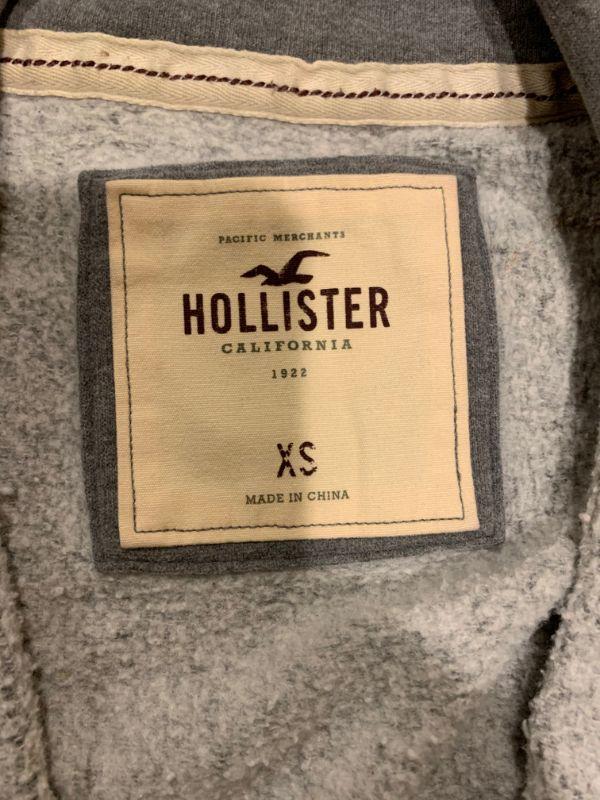 PACIFIC MERCHANTS
HOLLISTER
CALIFORNIA
1922
XS
MADE IN CHINA